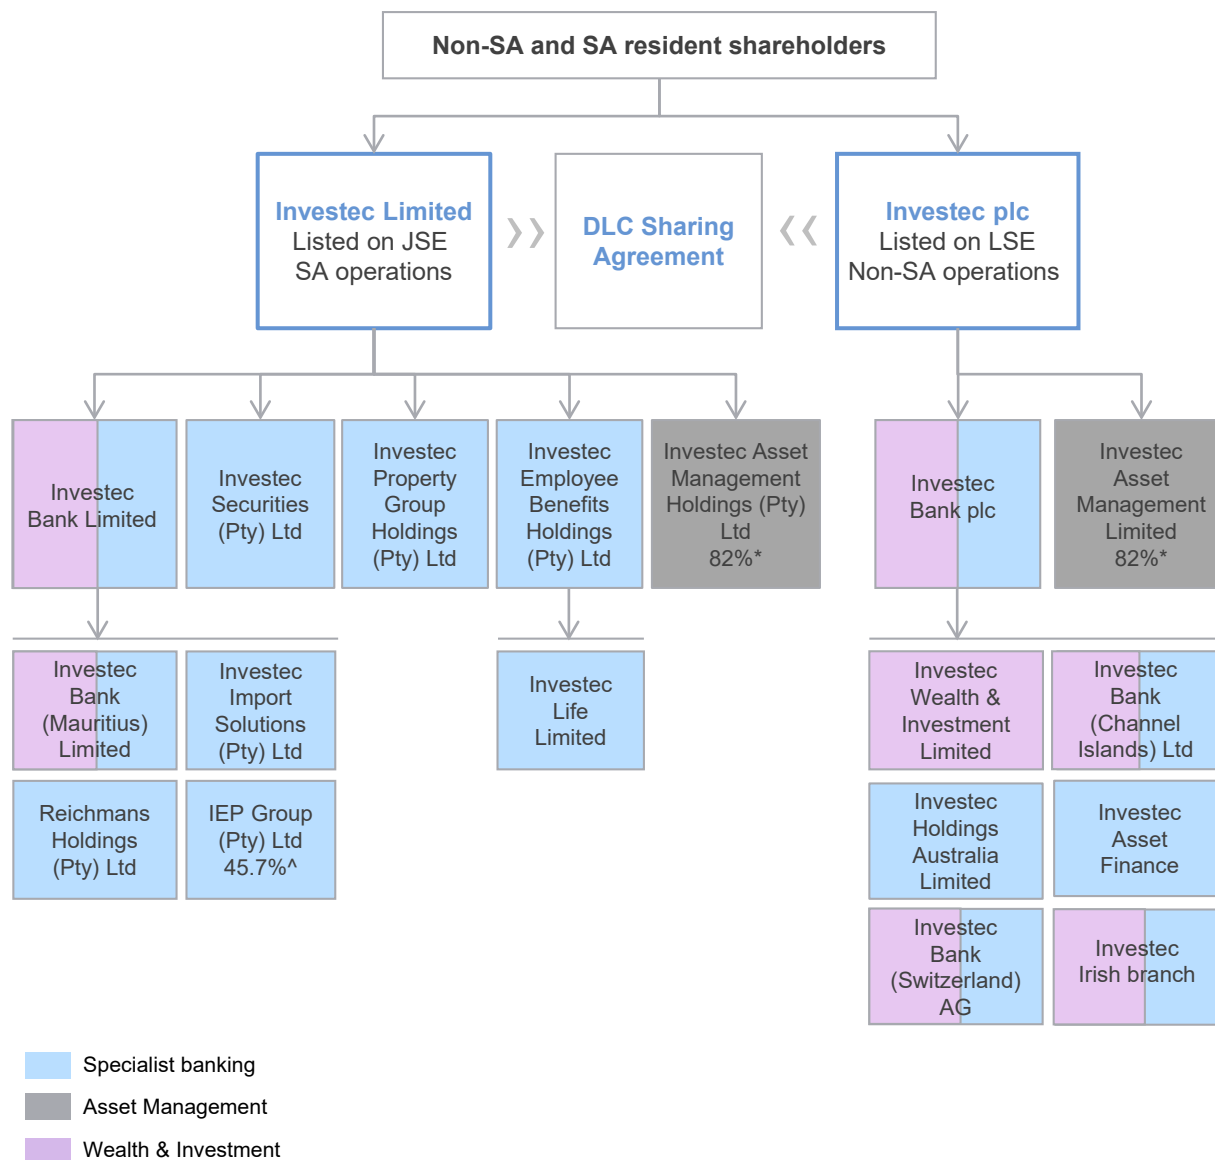 Non-SA and SA resident shareholders
Investec Limited
Listed on JSE
SA operations
DLC Sharing
Agreement
Investec plc
Listed on LSE
Non-SA operations
Investec
Bank Limited
Investec
Securities
(Pty) Ltd
Investec
Property
Group
Holdings
(Pty) Ltd
Investec
Employee
Benefits
Holdings
(Pty) Ltd
Investec Asset
Management
Holdings (Pty)
Ltd
82%*
Investec
Bank plc
Investec
Asset
Management
Limited
82%*
Investec
Bank
(Mauritius)
Limited
Investec
Import
Solutions
(Pty) Ltd
Investec
Life
Limited
Investec
Wealth &
Investment
Limited
Investec
Bank
(Channel
Islands) Ltd
Reichmans
Holdings
(Pty) Ltd
IEP Group
(Pty) Ltd
45.7%^
Investec
Holdings
Australia
Limited
Investec
Asset
Finance
Investec
Bank
(Switzerland)
AG
Investec
Irish branch
Specialist banking
Asset Management
Wealth & Investment